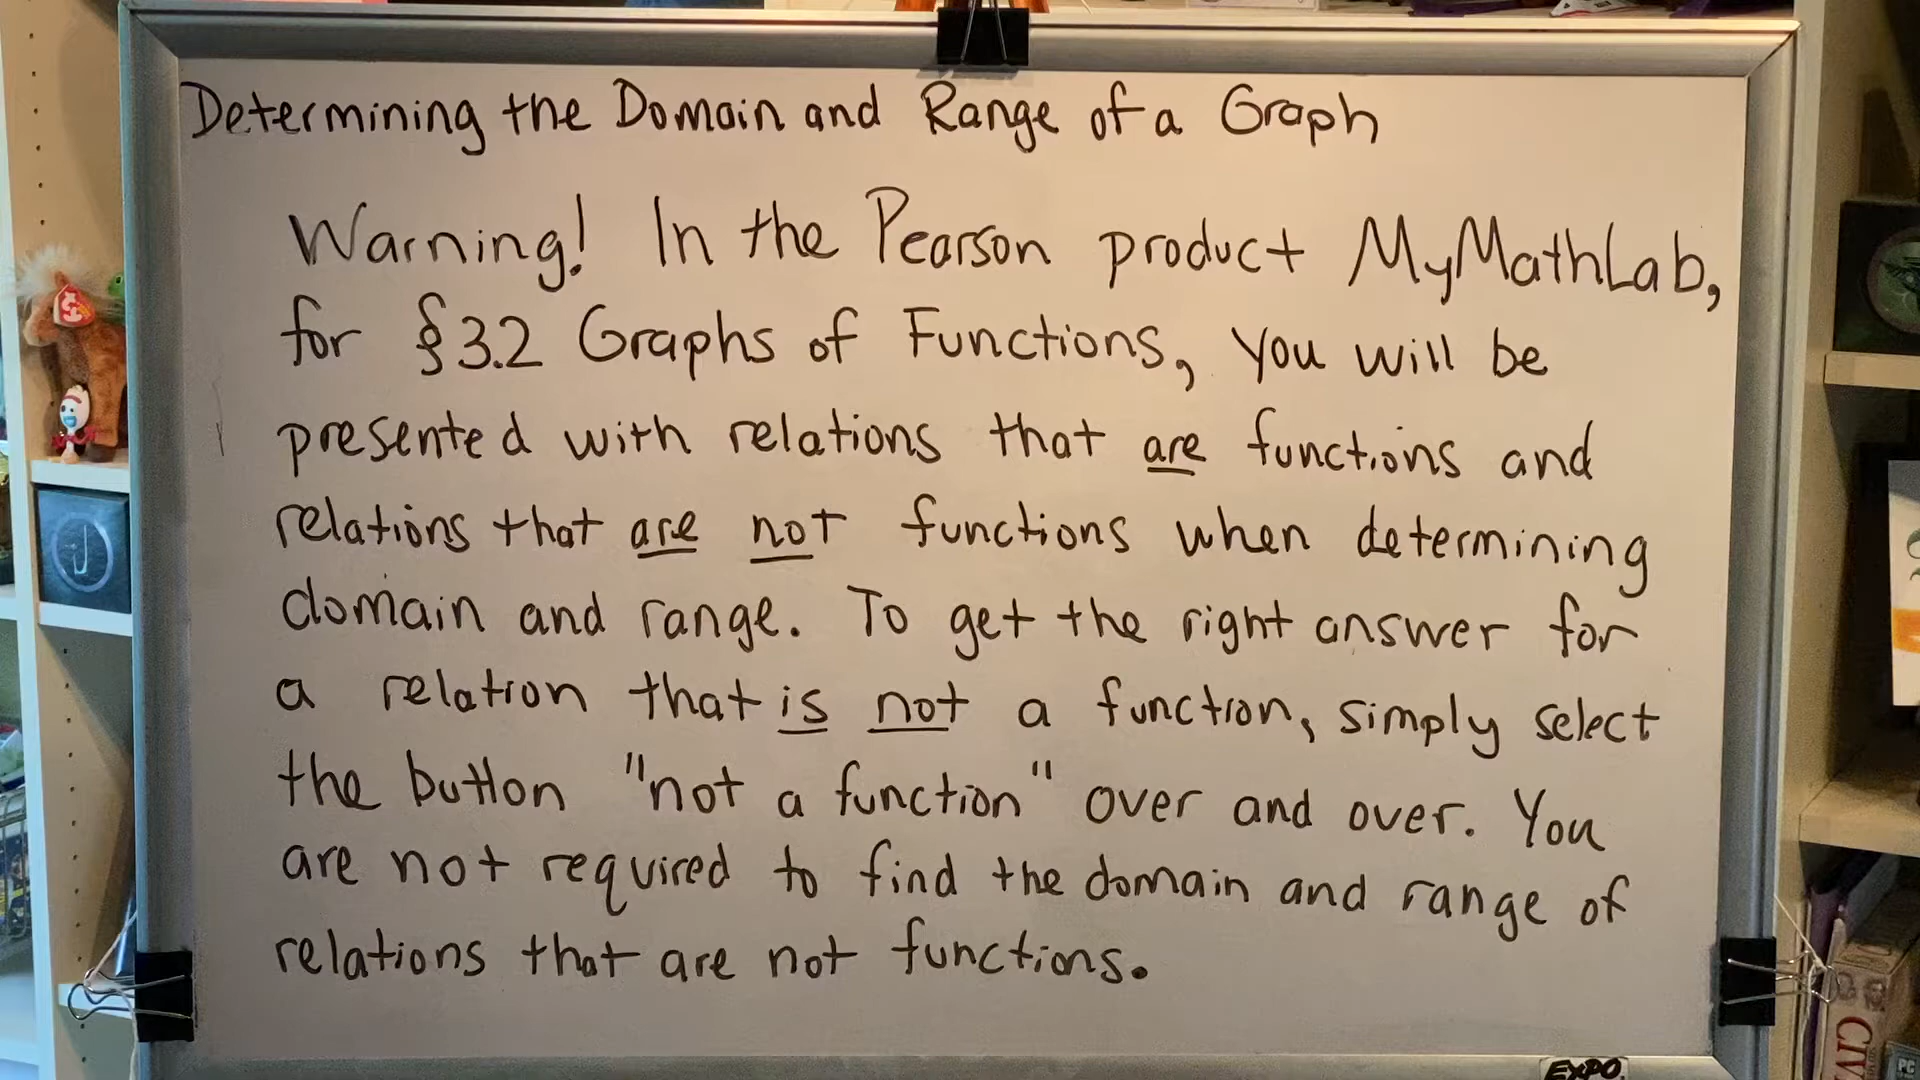 Determining the Domain and Range of a Graph
Warning! In the Pearson product MyMathLab,
for §3.2 Graphs of Functions, you will be
presented with relations that are functions and
relations that are not functions when determining
domain and range. To get the right answer for
a relation that is not a function, simply select
the button "not a function" over and over. You
are not required to find the domain and range of
relations that are not functions.
EXPO
CIV
PC